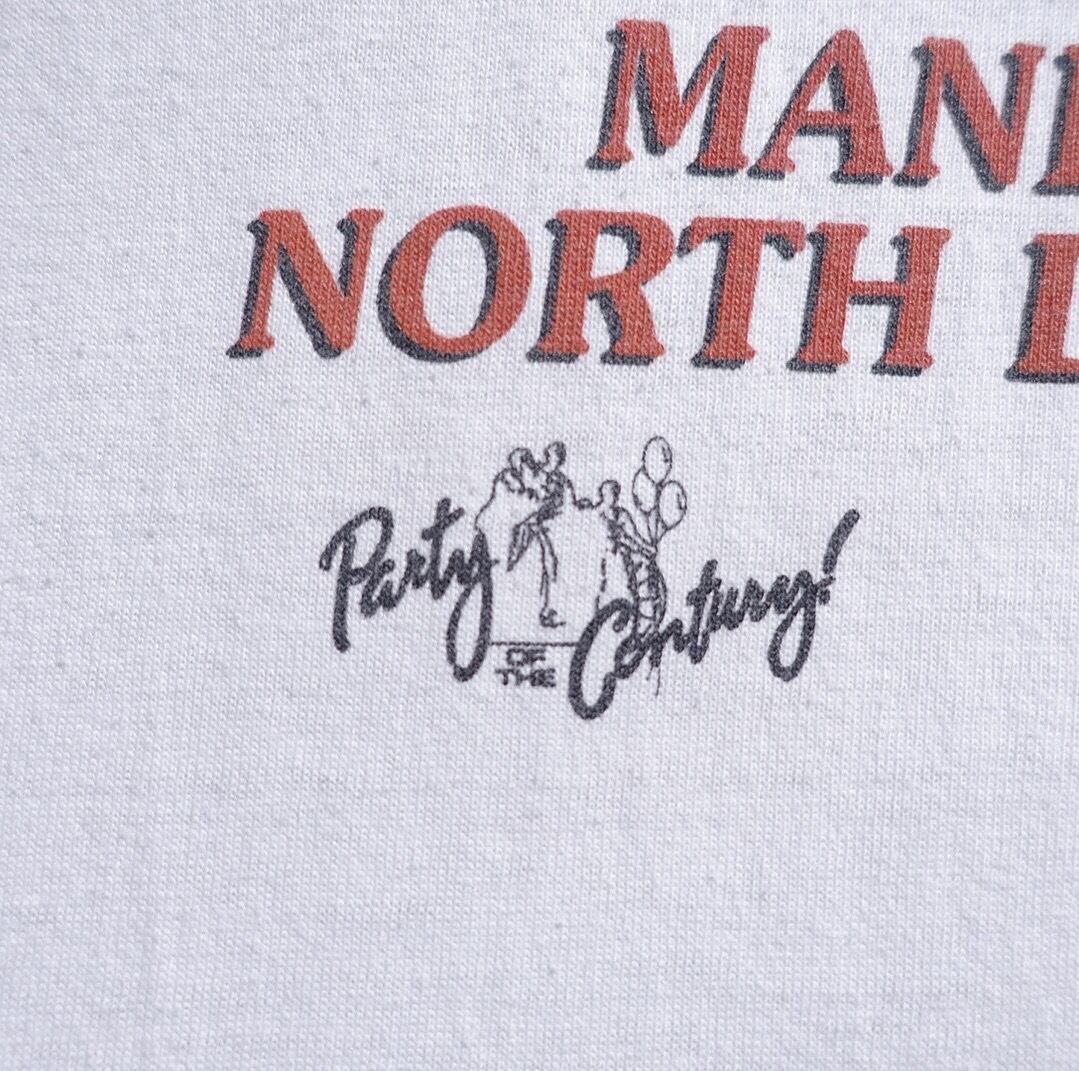 MAN
NORTH
Party
OF
THE
Century!